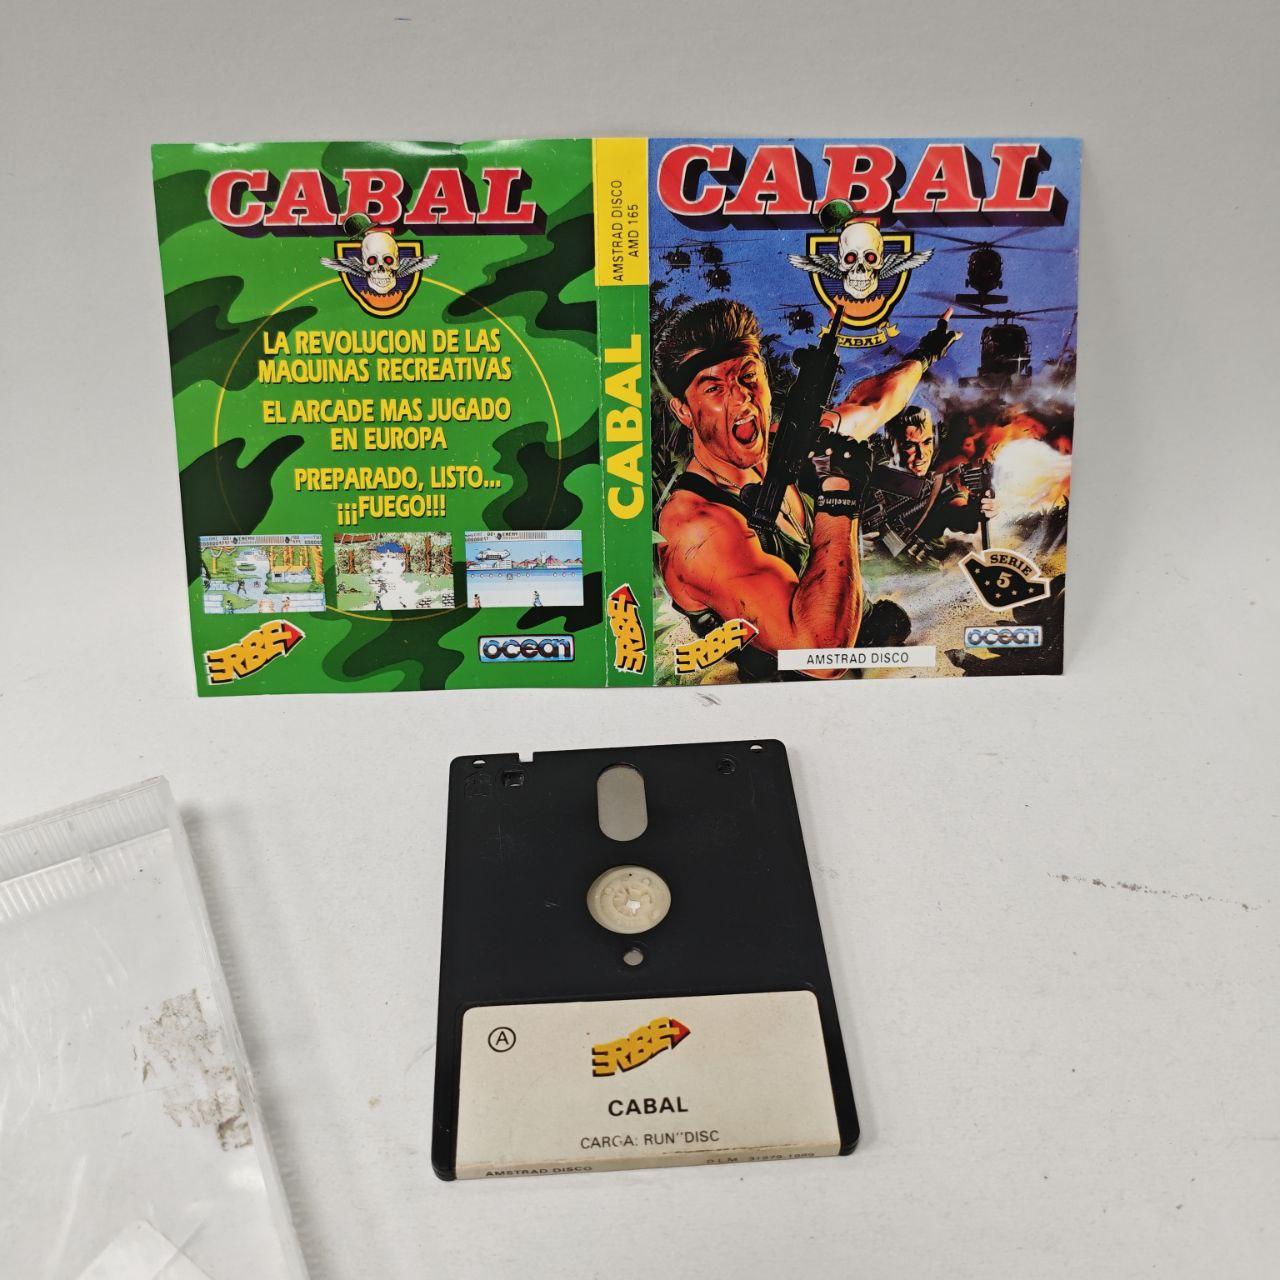 CABAL
LA REVOLUCION DE LAS
MAQUINAS RECREATIVAS
EL ARCADE MAS JUGADO
EN EUROPA
PREPARADO, LISTO...
¡¡¡FUEGO!!!
ERBE
ocean
AMSTRAD DISCO
AMD 165
CABAL
ERBE
CABAL
CABAL
SERIE
5
ERBE
AMSTRAD DISCO
ocean
A
ERBE
CABAL
CARGA: RUN"DISC
AMSTRAD DISCO